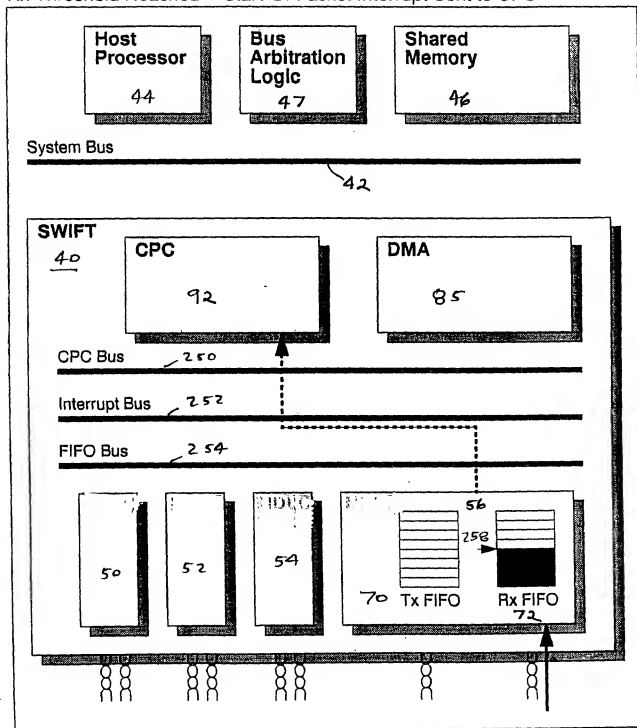 Rx Threshold Reached - Start Of Packet Interrupt Sent to CPC
Host Processor
44
Bus Arbitration Logic
47
Shared Memory
46
System Bus
42
SWIFT
40
CPC
92
DMA
85
CPC Bus
250
Interrupt Bus
252
FIFO Bus
254
50
52
54
56
258
70
Tx FIFO
Rx FIFO
72